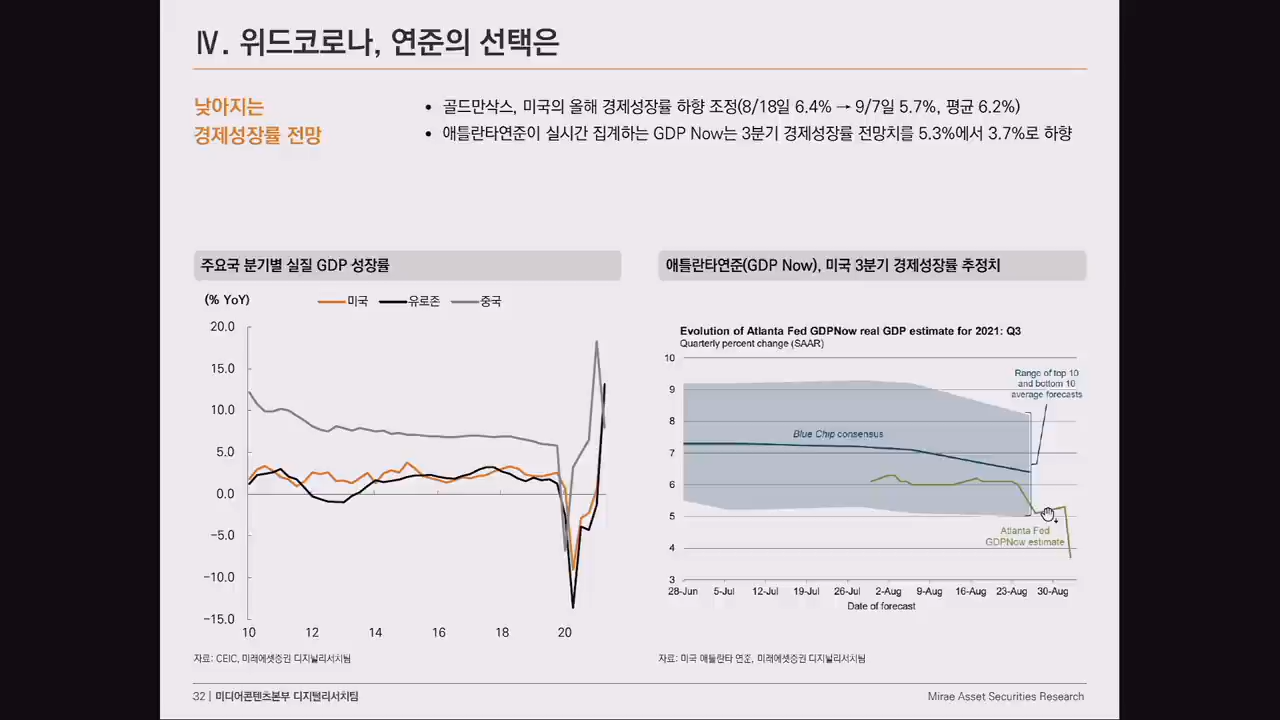 Ⅳ. 위드코로나, 연준의 선택은
낮아지는
경제성장률 전망
• 골드만삭스, 미국의 올해 경제성장률 하향 조정(8/18일 6.4% → 9/7일 5.7%, 평균 6.2%)
• 애틀란타연준이 실시간 집계하는 GDP Now는 3분기 경제성장률 전망치를 5.3%에서 3.7%로 하향
주요국 분기별 실질 GDP 성장률
(% YoY)
미국 유로존 중국
20.0
15.0
10.0
5.0
0.0
-5.0
-10.0
-15.0
10 12 14 16 18 20
자료: CEIC, 미래에셋증권 디지털리서치팀
애틀란타연준(GDP Now), 미국 3분기 경제성장률 추정치
Evolution of Atlanta Fed GDPNow real GDP estimate for 2021: Q3
Quarterly percent change (SAAR)
10
9
8
7
6
5
4
3
Range of top 10
and bottom 10
average forecasts
Blue Chip consensus
Atlanta Fed
GDPNow estimate
28-Jun 5-Jul 12-Jul 19-Jul 26-Jul 2-Aug 9-Aug 16-Aug 23-Aug 30-Aug
Date of forecast
자료: 미국 애틀란타 연준, 미래에셋증권 디지털리서치팀
32 | 미디어콘텐츠본부 디지털리서치팀
Mirae Asset Securities Research